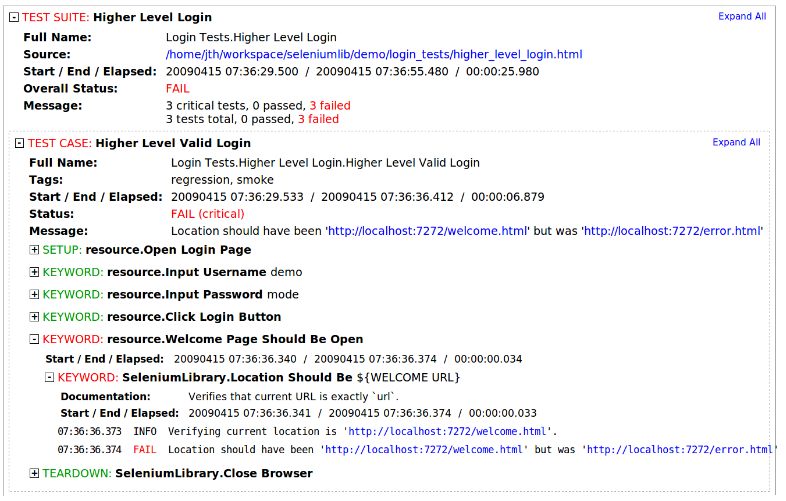 TEST SUITE: Higher Level Login Expand All
Full Name: Login Tests.Higher Level Login
Source: /home/jth/workspace/seleniumlib/demo/login_tests/higher_level_login.html
Start / End / Elapsed: 20090415 07:36:29.500 / 20090415 07:36:55.480 / 00:00:25.980
Overall Status: FAIL
Message: 3 critical tests, 0 passed, 3 failed
3 tests total, 0 passed, 3 failed
TEST CASE: Higher Level Valid Login Expand All
Full Name: Login Tests.Higher Level Login.Higher Level Valid Login
Tags: regression, smoke
Start / End / Elapsed: 20090415 07:36:29.533 / 20090415 07:36:36.412 / 00:00:06.879
Status: FAIL (critical)
Message: Location should have been 'http://localhost:7272/welcome.html' but was 'http://localhost:7272/error.html'
SETUP: resource.Open Login Page
KEYWORD: resource.Input Username demo
KEYWORD: resource.Input Password mode
KEYWORD: resource.Click Login Button
KEYWORD: resource.Welcome Page Should Be Open
Start / End / Elapsed: 20090415 07:36:36.340 / 20090415 07:36:36.374 / 00:00:00.034
KEYWORD: SeleniumLibrary.Location Should Be ${WELCOME URL}
Documentation: Verifies that current URL is exactly `url`.
Start / End / Elapsed: 20090415 07:36:36.341 / 20090415 07:36:36.374 / 00:00:00.033
07:36:36.373 INFO Verifying current location is 'http://localhost:7272/welcome.html'.
07:36:36.374 FAIL Location should have been 'http://localhost:7272/welcome.html' but was 'http://localhost:7272/error.html'
TEARDOWN: SeleniumLibrary.Close Browser